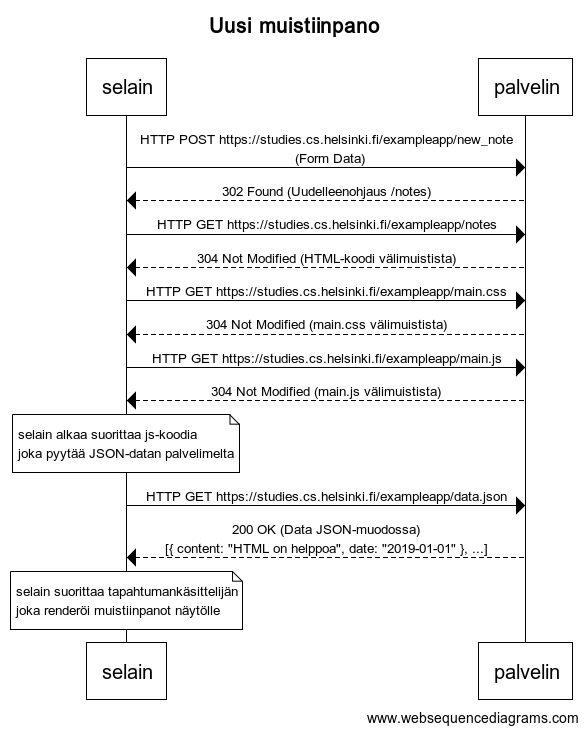 Uusi muistiinpano
selain
palvelin
HTTP POST https://studies.cs.helsinki.fi/exampleapp/new_note
(Form Data)
302 Found (Uudelleenohjaus /notes)
HTTP GET https://studies.cs.helsinki.fi/exampleapp/notes
304 Not Modified (HTML-koodi välimuistista)
HTTP GET https://studies.cs.helsinki.fi/exampleapp/main.css
304 Not Modified (main.css välimuistista)
HTTP GET https://studies.cs.helsinki.fi/exampleapp/main.js
304 Not Modified (main.js välimuistista)
selain alkaa suorittaa js-koodia
joka pyytää JSON-datan palvelimelta
HTTP GET https://studies.cs.helsinki.fi/exampleapp/data.json
200 OK (Data JSON-muodossa)
[{ content: "HTML on helppoa", date: "2019-01-01" }, ...]
selain suorittaa tapahtumankäsittelijän
joka renderöi muistiinpanot näytölle
selain
palvelin
www.websequencediagrams.com